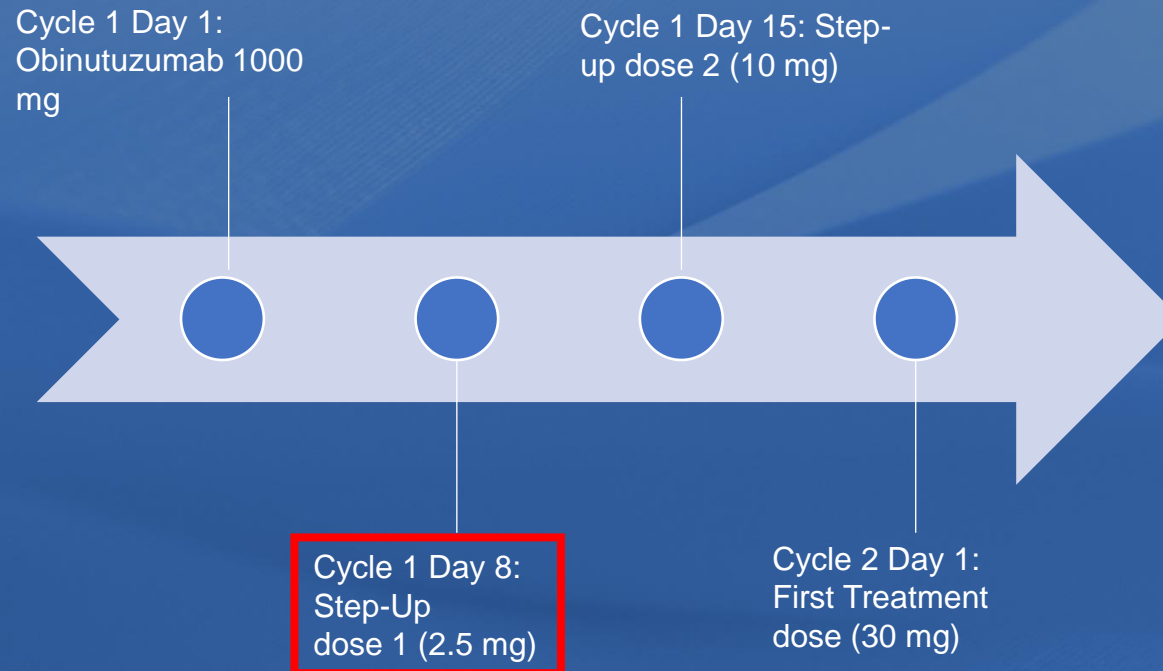 Cycle 1 Day 1:
Obinutuzumab 1000
mg
Cycle 1 Day 15: Step-
up dose 2 (10 mg)
Cycle 1 Day 8:
Step-Up
dose 1 (2.5 mg)
Cycle 2 Day 1:
First Treatment
dose (30 mg)